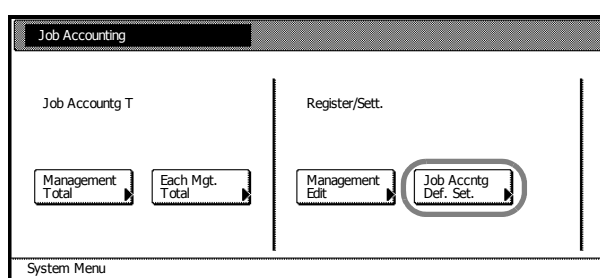 Job Accounting
Job Accountg T
Register/Sett.
Management
Total
Each Mgt.
Total
Management
Edit
Job Accntg
Def. Set.
System Menu